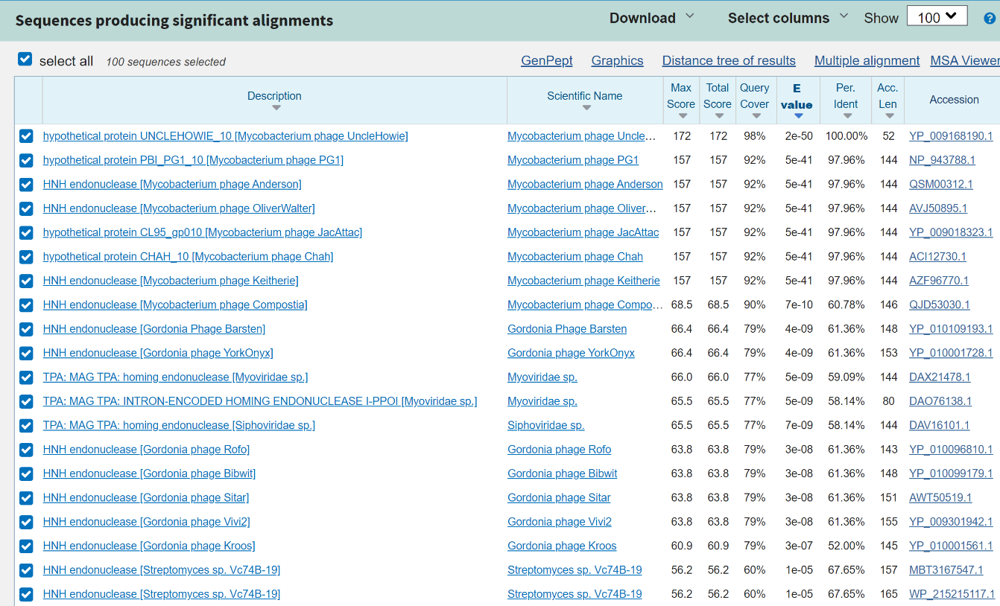 Sequences producing significant alignments Download Select columns Show 100
select all 100 sequences selected GenPept Graphics Distance tree of results Multiple alignment MSA Viewer
Description Scientific Name Max Score Total Score Query Cover E value Per. Ident Acc. Len Accession
hypothetical protein UNCLEHOWIE_10 [Mycobacterium phage UncleHowie] Mycobacterium phage Uncle... 172 172 98% 2e-50 100.00% 52 YP_009168190.1
hypothetical protein PBI_PG1_10 [Mycobacterium phage PG1] Mycobacterium phage PG1 157 157 92% 5e-41 97.96% 144 NP_943788.1
HNH endonuclease [Mycobacterium phage Anderson] Mycobacterium phage Anderson 157 157 92% 5e-41 97.96% 144 QSM00312.1
HNH endonuclease [Mycobacterium phage OliverWalter] Mycobacterium phage Oliver... 157 157 92% 5e-41 97.96% 144 AVJ50895.1
hypothetical protein CL95_gp010 [Mycobacterium phage JacAttac] Mycobacterium phage JacAttac 157 157 92% 5e-41 97.96% 144 YP_009018323.1
hypothetical protein CHAH_10 [Mycobacterium phage Chah] Mycobacterium phage Chah 157 157 92% 5e-41 97.96% 144 ACI12730.1
HNH endonuclease [Mycobacterium phage Keitherie] Mycobacterium phage Keitherie 157 157 92% 5e-41 97.96% 144 AZF96770.1
HNH endonuclease [Mycobacterium phage Compostia] Mycobacterium phage Compo... 68.5 68.5 90% 7e-10 60.78% 146 QJD53030.1
HNH endonuclease [Gordonia Phage Barsten] Gordonia Phage Barsten 66.4 66.4 79% 4e-09 61.36% 148 YP_010109193.1
HNH endonuclease [Gordonia phage YorkOnyx] Gordonia phage YorkOnyx 66.4 66.4 79% 4e-09 61.36% 153 YP_010001728.1
TPA: MAG TPA: homing endonuclease [Myoviridae sp.] Myoviridae sp. 66.0 66.0 77% 5e-09 59.09% 144 DAX21478.1
TPA: MAG TPA: INTRON-ENCODED HOMING ENDONUCLEASE I-PPOI [Myoviridae sp.] Myoviridae sp. 65.5 65.5 77% 5e-09 58.14% 80 DAO76138.1
TPA: MAG TPA: homing endonuclease [Siphoviridae sp.] Siphoviridae sp. 65.5 65.5 77% 7e-09 58.14% 144 DAV16101.1
HNH endonuclease [Gordonia phage Rofo] Gordonia phage Rofo 63.8 63.8 79% 3e-08 61.36% 143 YP_010096810.1
HNH endonuclease [Gordonia phage Bibwit] Gordonia phage Bibwit 63.8 63.8 79% 3e-08 61.36% 148 YP_010099179.1
HNH endonuclease [Gordonia phage Sitar] Gordonia phage Sitar 63.8 63.8 79% 3e-08 61.36% 151 AWT50519.1
HNH endonuclease [Gordonia phage Vivi2] Gordonia phage Vivi2 63.8 63.8 79% 3e-08 61.36% 155 YP_009301942.1
HNH endonuclease [Gordonia phage Kroos] Gordonia phage Kroos 60.9 60.9 79% 3e-07 52.00% 145 YP_010001561.1
HNH endonuclease [Streptomyces sp. Vc74B-19] Streptomyces sp. Vc74B-19 56.2 56.2 60% 1e-05 67.65% 157 MBT3167547.1
HNH endonuclease [Streptomyces sp. Vc74B-19] Streptomyces sp. Vc74B-19 56.2 56.2 60% 1e-05 67.65% 165 WP_215215117.1